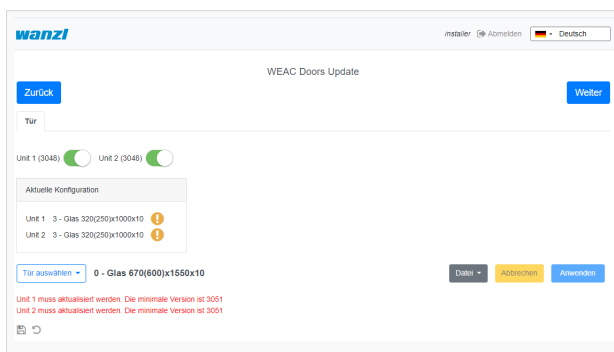 wanzl
installer Abmelden Deutsch
WEAC Doors Update
Zurück Weiter
Tür
Unit 1 (3048) Unit 2 (3048)
Aktuelle Konfiguration
Unit 1 3 - Glas 320(250)x1000x10
Unit 2 3 - Glas 320(250)x1000x10
Tür auswählen 0 - Glas 670(600)x1550x10 Datei Abbrechen Anwenden
Unit 1 muss aktualisiert werden. Die minimale Version ist 3051
Unit 2 muss aktualisiert werden. Die minimale Version ist 3051